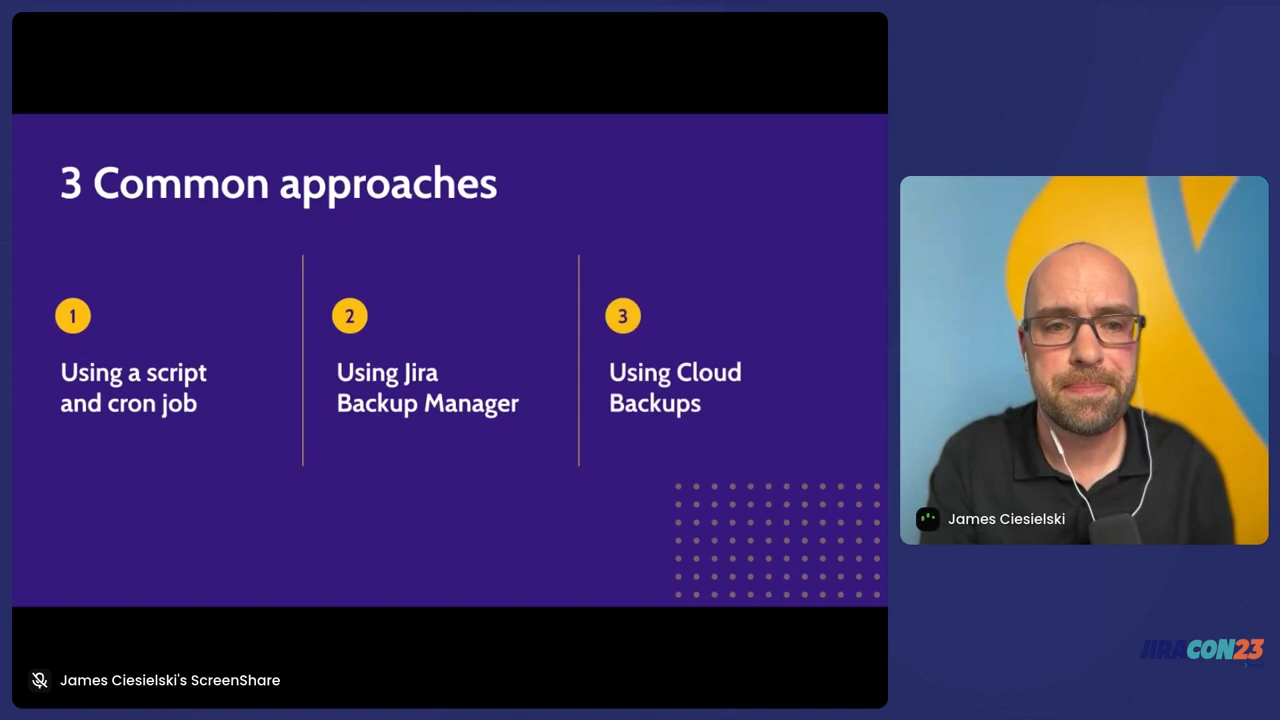 3 Common approaches
1
Using a script
and cron job
2
Using Jira
Backup Manager
3
Using Cloud
Backups
James Ciesielski
JIRACON23
James Ciesielski's ScreenShare